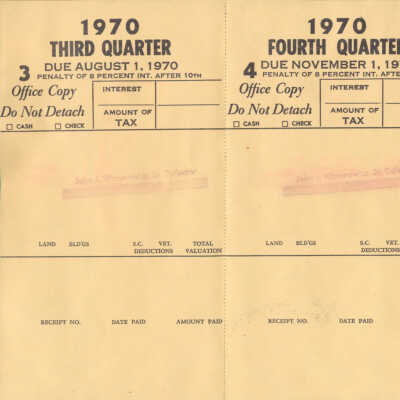 1970
THIRD QUARTER
3 DUE AUGUST 1, 1970
PENALTY OF 8 PERCENT INT. AFTER 10TH
Office Copy
Do Not Detach
☐ CASH ☐ CHECK
INTEREST
AMOUNT OF
TAX
LAND BLD'GS S.C. VET. TOTAL
DEDUCTIONS VALUATION
RECEIPT NO. DATE PAID AMOUNT PAID
1970
FOURTH QUARTE
4 DUE NOVEMBER 1, 19
PENALTY OF 8 PERCENT INT. AFTER
Office Copy
Do Not Detach
☐ CASH ☐ CHECK
INTEREST
AMOUNT OF
TAX
LAND BLD'GS S.C. VET.
DEDUCTIONS
RECEIPT NO. DATE PAID